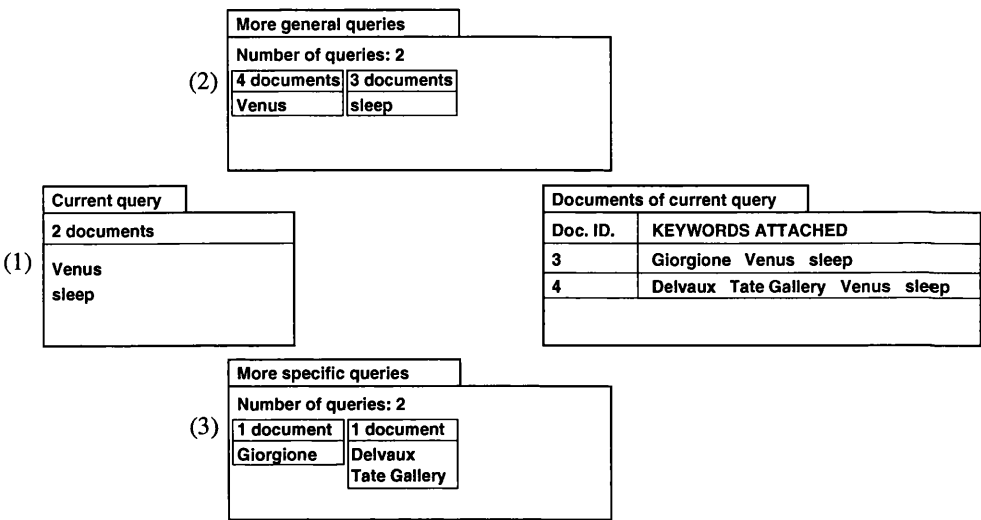 More general queries
Number of queries: 2
(2)
4 documents 3 documents
Venus sleep
Current query
2 documents
(1)
Venus
sleep
Documents of current query
Doc. ID. KEYWORDS ATTACHED
3 Giorgione Venus sleep
4 Delvaux Tate Gallery Venus sleep
More specific queries
Number of queries: 2
(3)
1 document 1 document
Giorgione Delvaux
Tate Gallery